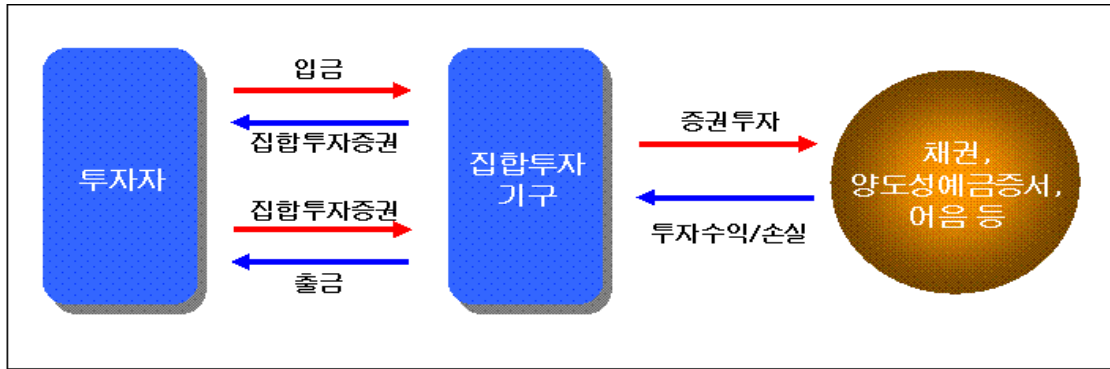 투자자
입금
집합투자증권
집합투자증권
출금
집합투자
기구
증권투자
투자수익/손실
채권,
양도성예금증서,
어음 등